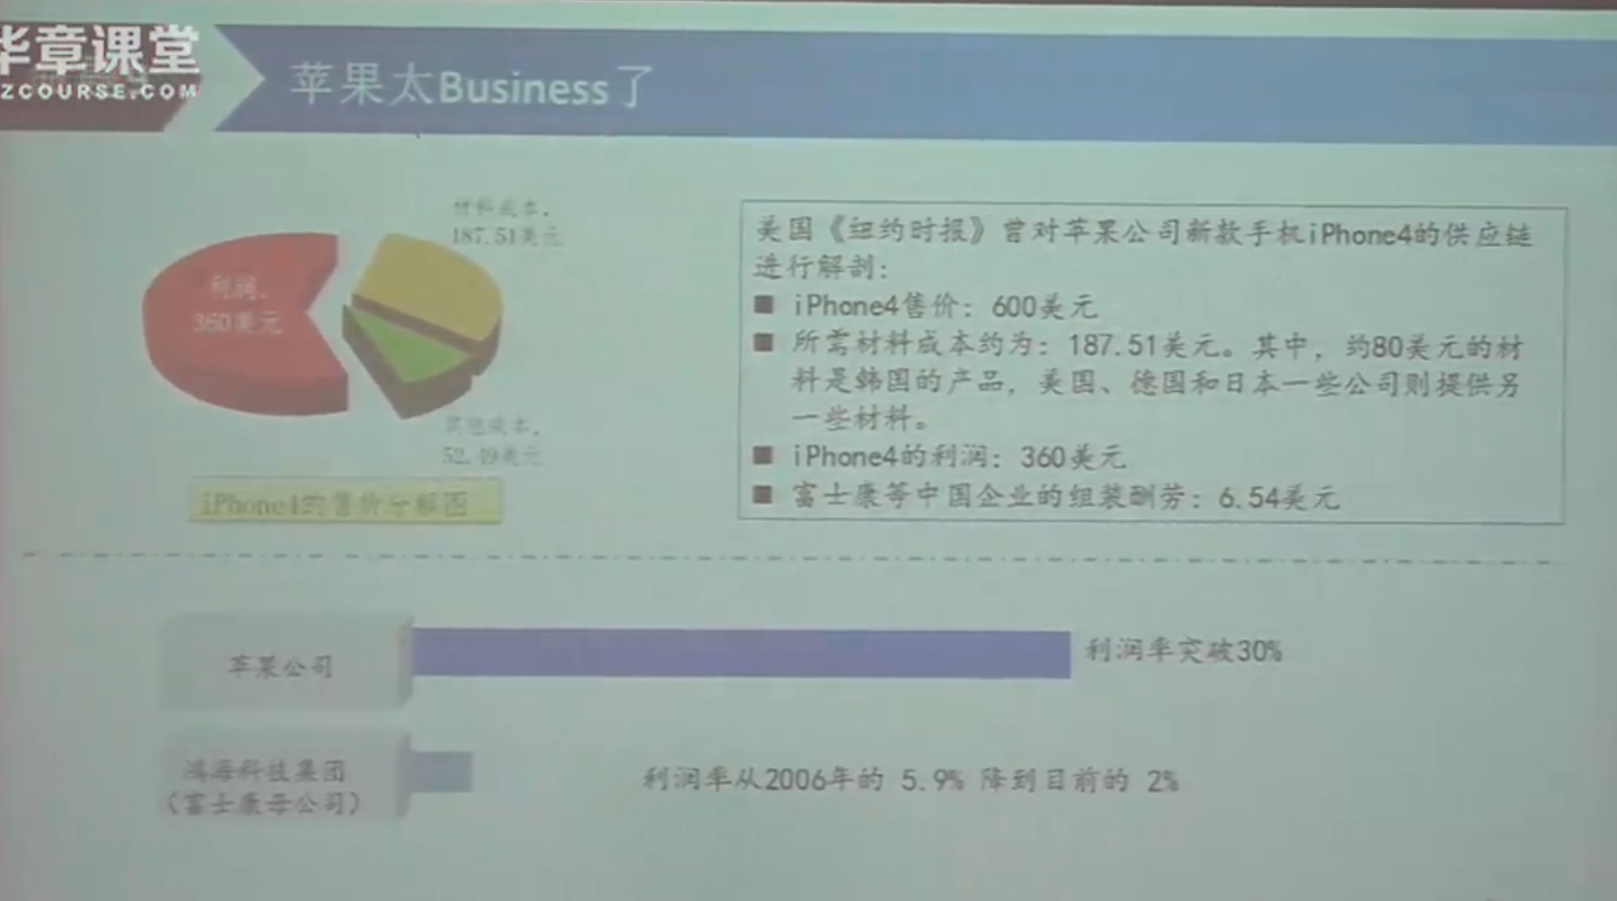 华章课堂
ZCOURSE.COM
苹果太Business了
材料成本,
187.51美元
利润,
360美元
其他成本,
52.49美元
iPhone4的售价分解图
美国《纽约时报》曾对苹果公司新款手机iPhone4的供应链
进行解剖:
■ iPhone4售价: 600美元
■ 所需材料成本约为: 187.51美元。其中, 约80美元的材
料是韩国的产品, 美国、德国和日本一些公司则提供另
一些材料。
■ iPhone4的利润: 360美元
■ 富士康等中国企业的组装酬劳: 6.54美元
苹果公司
利润率突破30%
鸿海科技集团
(富士康母公司)
利润率从2006年的 5.9% 降到目前的 2%